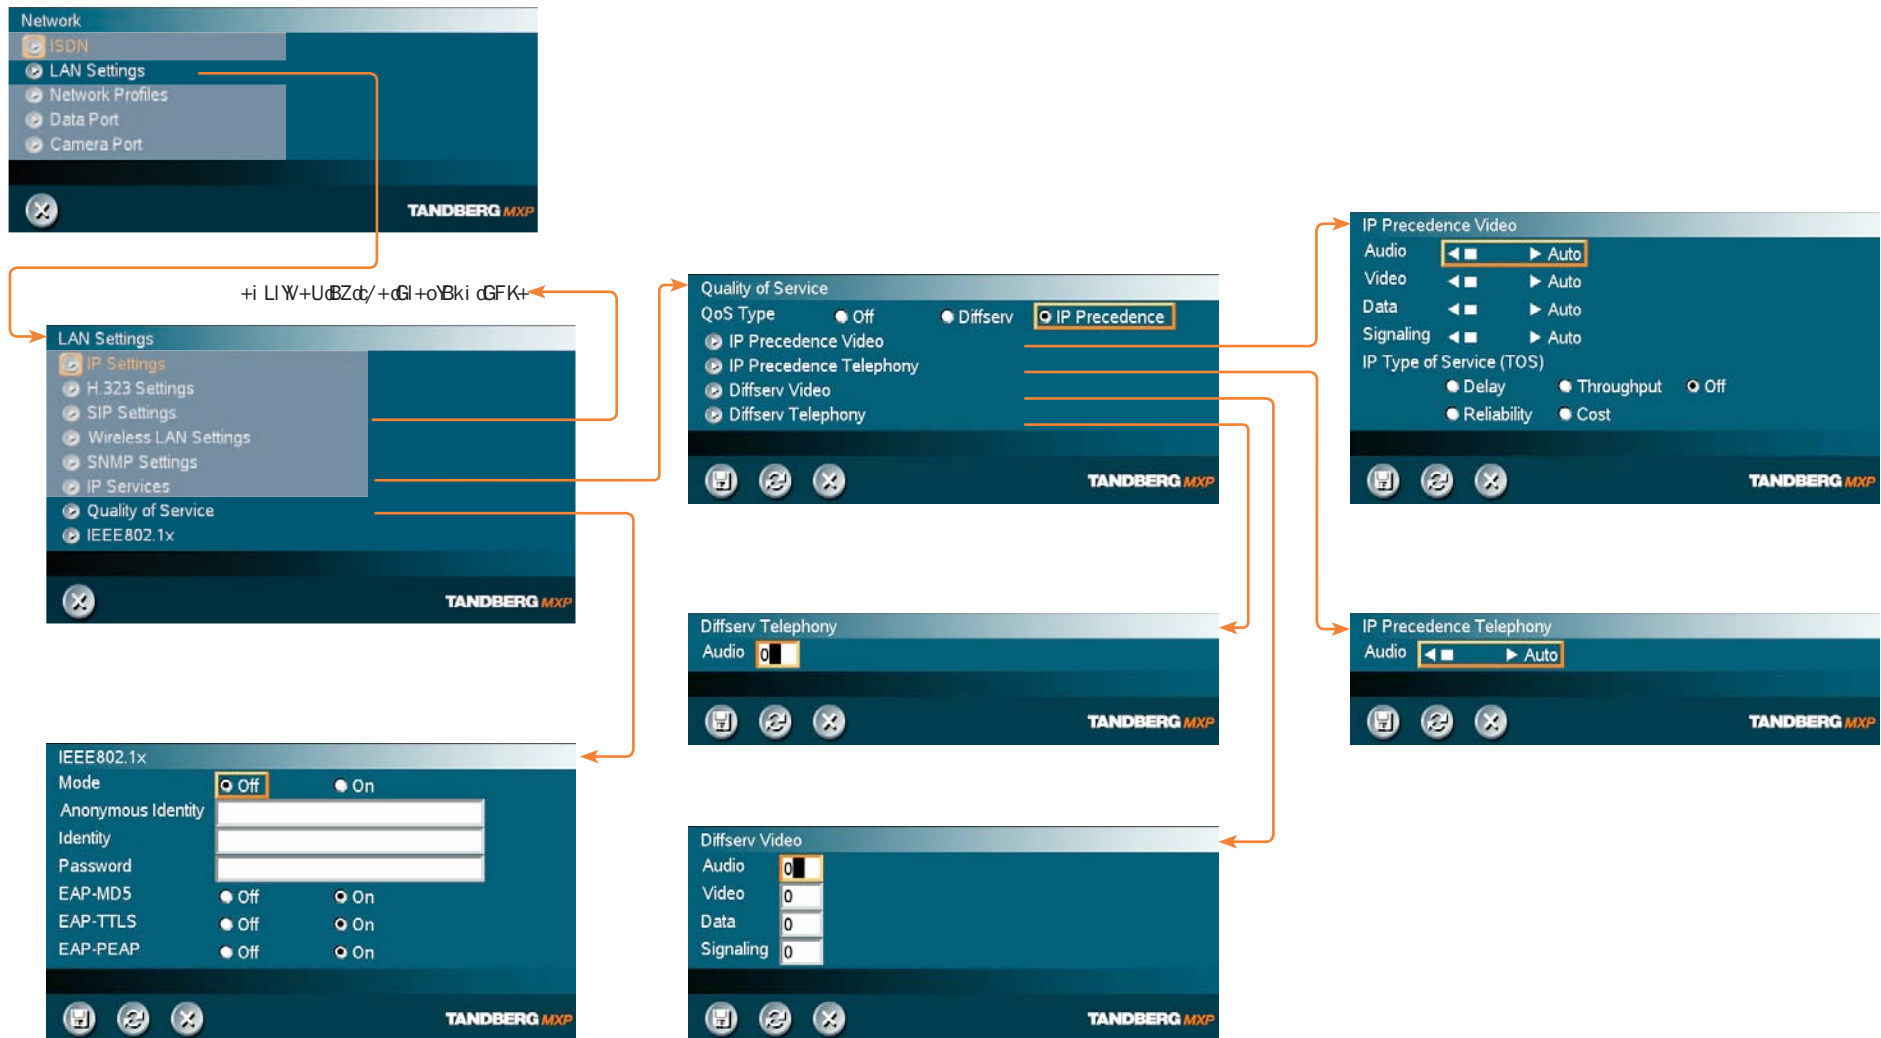 Network
ISDN
LAN Settings
Network Profiles
Data Port
Camera Port
TANDBERG MXP
+i LIYV+UdBZdc/+dGl+oYBki dGFK+
LAN Settings
IP Settings
H.323 Settings
SIP Settings
Wireless LAN Settings
SNMP Settings
IP Services
Quality of Service
IEEE802.1x
TANDBERG MXP
Quality of Service
QoS Type Off Diffserv IP Precedence
IP Precedence Video
IP Precedence Telephony
Diffserv Video
Diffserv Telephony
TANDBERG MXP
IP Precedence Video
Audio Auto
Video Auto
Data Auto
Signaling Auto
IP Type of Service (TOS)
Delay Throughput Off
Reliability Cost
TANDBERG MXP
Diffserv Telephony
Audio 0
TANDBERG MXP
IP Precedence Telephony
Audio Auto
TANDBERG MXP
IEEE802.1x
Mode Off On
Anonymous Identity
Identity
Password
EAP-MD5 Off On
EAP-TTLS Off On
EAP-PEAP Off On
TANDBERG MXP
Diffserv Video
Audio 0
Video 0
Data 0
Signaling 0
TANDBERG MXP